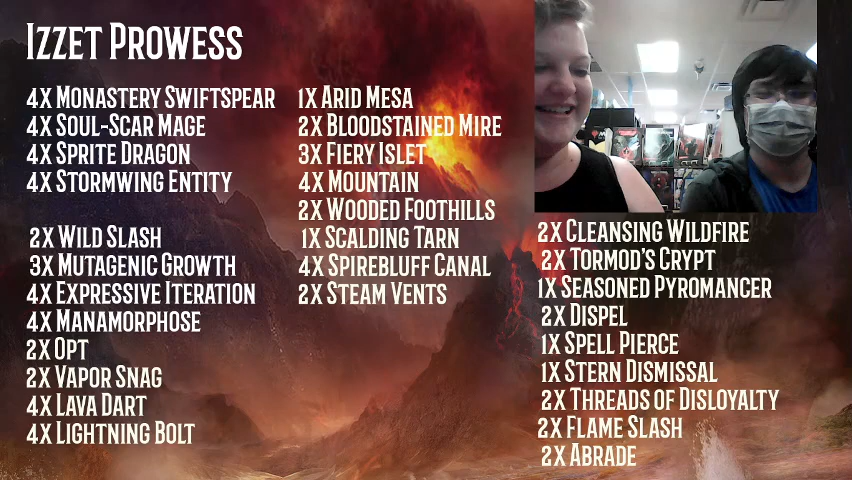 Izzet Prowess
4x Monastery Swiftspear
4x Soul-Scar Mage
4x Sprite Dragon
4x Stormwing Entity
2x Wild Slash
3x Mutagenic Growth
4x Expressive Iteration
4x Manamorphose
2x Opt
2x Vapor Snag
4x Lava Dart
4x Lightning Bolt
1x Arid Mesa
2x Bloodstained Mire
3x Fiery Islet
4x Mountain
2x Wooded Foothills
1x Scalding Tarn
4x Spirebluff Canal
2x Steam Vents
2x Cleansing Wildfire
2x Tormod's Crypt
1x Seasoned Pyromancer
2x Dispel
1x Spell Pierce
1x Stern Dismissal
2x Threads of Disloyalty
2x Flame Slash
2x Abrade